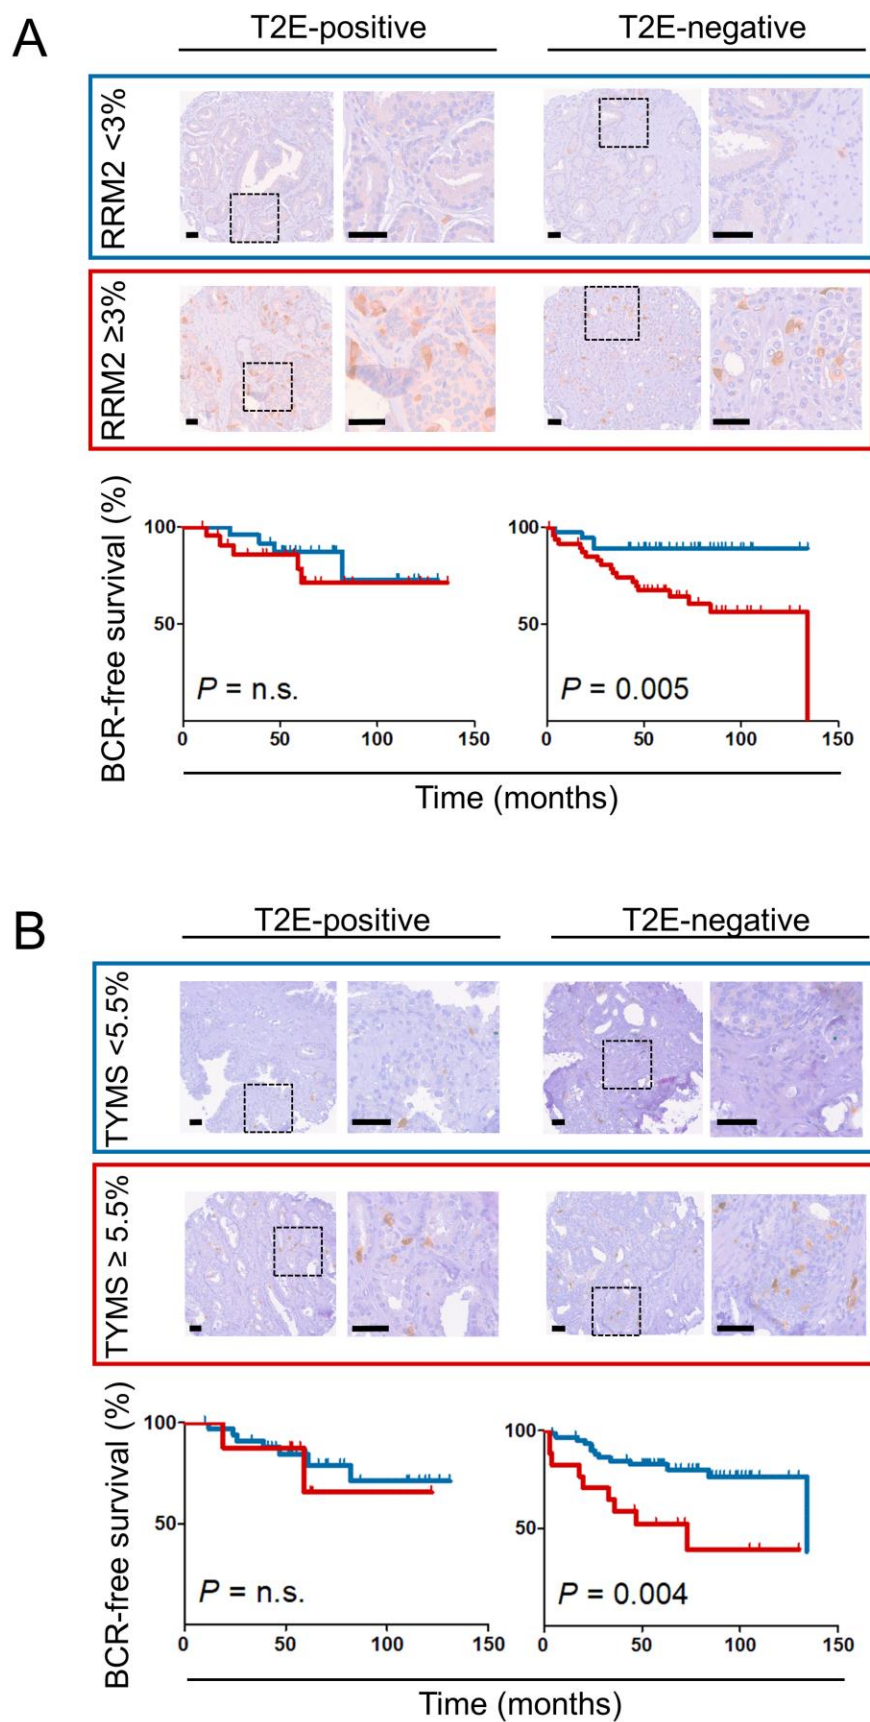 A
T2E-positive
T2E-negative
RRM2 <3%
RRM2 ≥3%
BCR-free survival (%)
100
50
P = n.s.
0
50
100
150
100
50
P = 0.005
0
50
100
150
Time (months)
B
T2E-positive
T2E-negative
TYMS <5.5%
TYMS ≥ 5.5%
BCR-free survival (%)
100
50
P = n.s.
0
50
100
150
100
50
P = 0.004
0
50
100
150
Time (months)